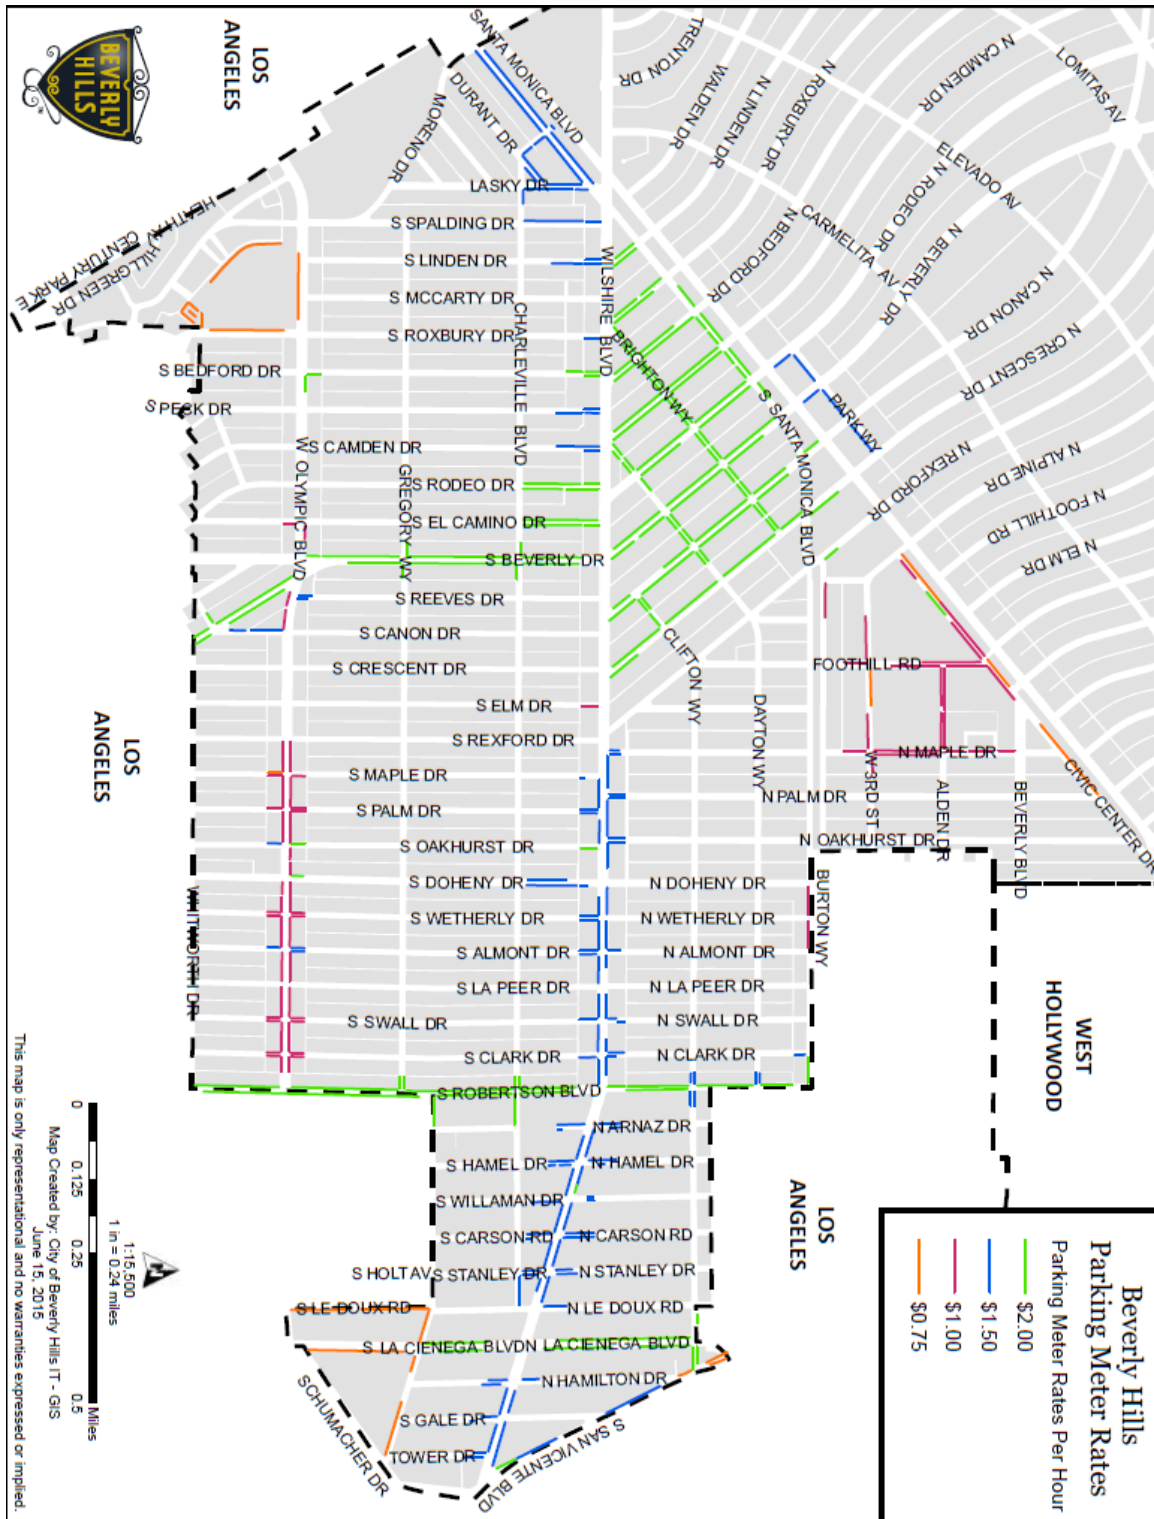 Beverly Hills
Parking Meter Rates
Parking Meter Rates Per Hour
$2.00
$1.50
$1.00
$0.75
BEVERLY
HILLS
LOS
ANGELES
LOS
ANGELES
LOS
ANGELES
WEST
HOLLYWOOD
SANTA MONICA BLVD
TRENTON DR
WALDEN DR
N LINDEN DR
N ROXBURY DR
N CAMDEN DR
LOMITAS AV
ELEVADO AV
N RODEO DR
N BEDFORD DR
CARMELITA AV
N BEVERLY DR
N CANON DR
N CRESCENT DR
N REXFORD DR
N ALPINE DR
N FOOTHILL RD
N ELM DR
PARK WY
S SANTA MONICA BLVD
DURANT DR
MORENO DR
LASKY DR
S SPALDING DR
S LINDEN DR
S MCCARTY DR
S ROXBURY DR
S BEDFORD DR
S PECK DR
S CAMDEN DR
S RODEO DR
S EL CAMINO DR
S BEVERLY DR
S REEVES DR
S CANON DR
S CRESCENT DR
S ELM DR
S REXFORD DR
S MAPLE DR
S PALM DR
S OAKHURST DR
S DOHENY DR
S WETHERLY DR
S ALMONT DR
S LA PEER DR
S SWALL DR
S CLARK DR
S ROBERTSON BLVD
HEATH AV
CENTURY PARK E
HILLGREEN DR
WILSHIRE BLVD
BRIGHTON WY
CHARLEVILLE BLVD
GREGORY WY
W OLYMPIC BLVD
WHITWORTH DR
CLIFTON WY
DAYTON WY
BURTON WY
FOOTHILL RD
N MAPLE DR
W 3RD ST
ALDEN DR
BEVERLY BLVD
CIVIC CENTER DR
N PALM DR
N OAKHURST DR
N DOHENY DR
N WETHERLY DR
N ALMONT DR
N LA PEER DR
N SWALL DR
N CLARK DR
N ARNAZ DR
S HAMEL DR
N HAMEL DR
S WILLAMAN DR
S CARSON RD
N CARSON RD
S HOLT AV
S STANLEY DR
N STANLEY DR
S LE DOUX RD
N LE DOUX RD
S LA CIENEGA BLVD
N LA CIENEGA BLVD
N HAMILTON DR
S GALE DR
TOWER DR
SCHUMACHER DR
S SAN VICENTE BLVD
1:15,500
1 in = 0.24 miles
0 0.125 0.25 0.5
Miles
Map Created by: City of Beverly Hills IT - GIS
June 15, 2015
This map is only representational and no warranties expressed or implied.